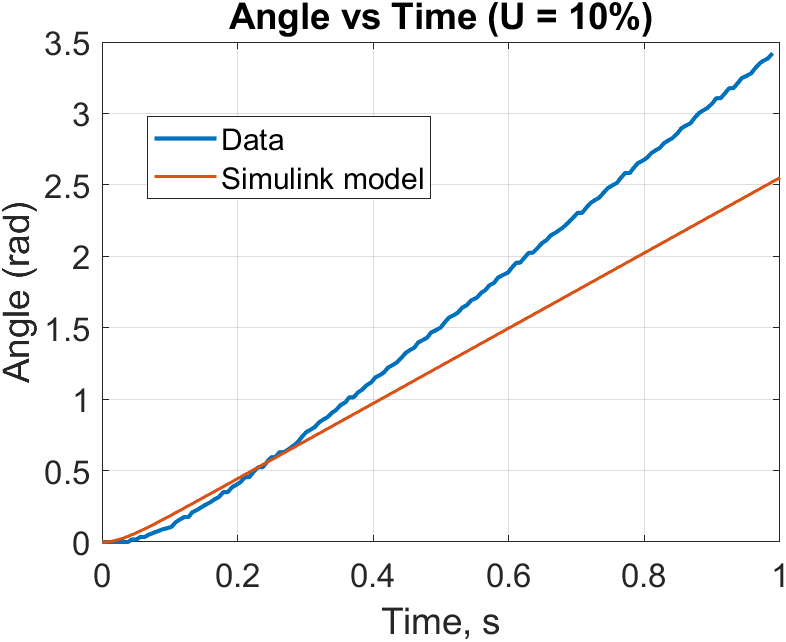 Angle vs Time (U = 10%)
3.5
3
2.5
2
1.5
1
0.5
0
Angle (rad)
Data
Simulink model
0
0.2
0.4
0.6
0.8
1
Time, s